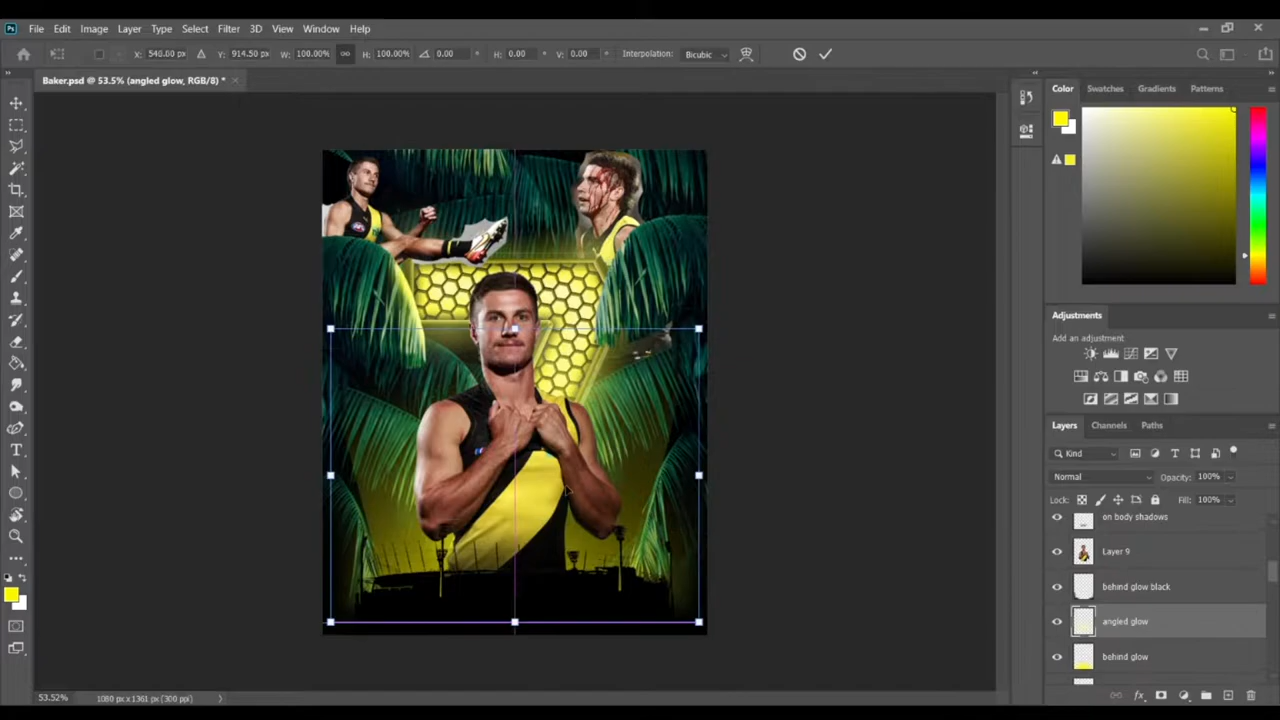 Ps File Edit Image Layer Type Select Filter 3D View Window Help
X: 540.00 px Y: 914.50 px W: 100.00% H: 100.00% 0.00 ° H: 0.00 ° V: 0.00 ° Interpolation: Bicubic
Baker.psd @ 53.5% (angled glow, RGB/8) * ×
Color Swatches Gradients Patterns
Adjustments
Add an adjustment
Layers Channels Paths
Kind
Normal Opacity: 100%
Lock: Fill: 100%
on body shadows
Layer 9
behind glow black
angled glow
behind glow
53.52% 1080 px x 1361 px (300 ppi)